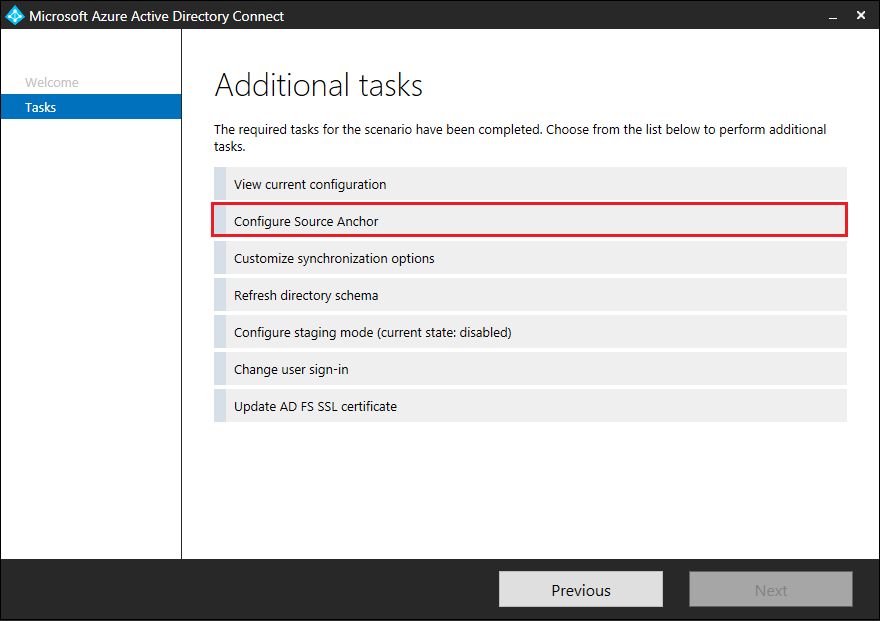 Microsoft Azure Active Directory Connect
Welcome
Tasks
Additional tasks
The required tasks for the scenario have been completed. Choose from the list below to perform additional
tasks.
View current configuration
Configure Source Anchor
Customize synchronization options
Refresh directory schema
Configure staging mode (current state: disabled)
Change user sign-in
Update AD FS SSL certificate
Previous
Next